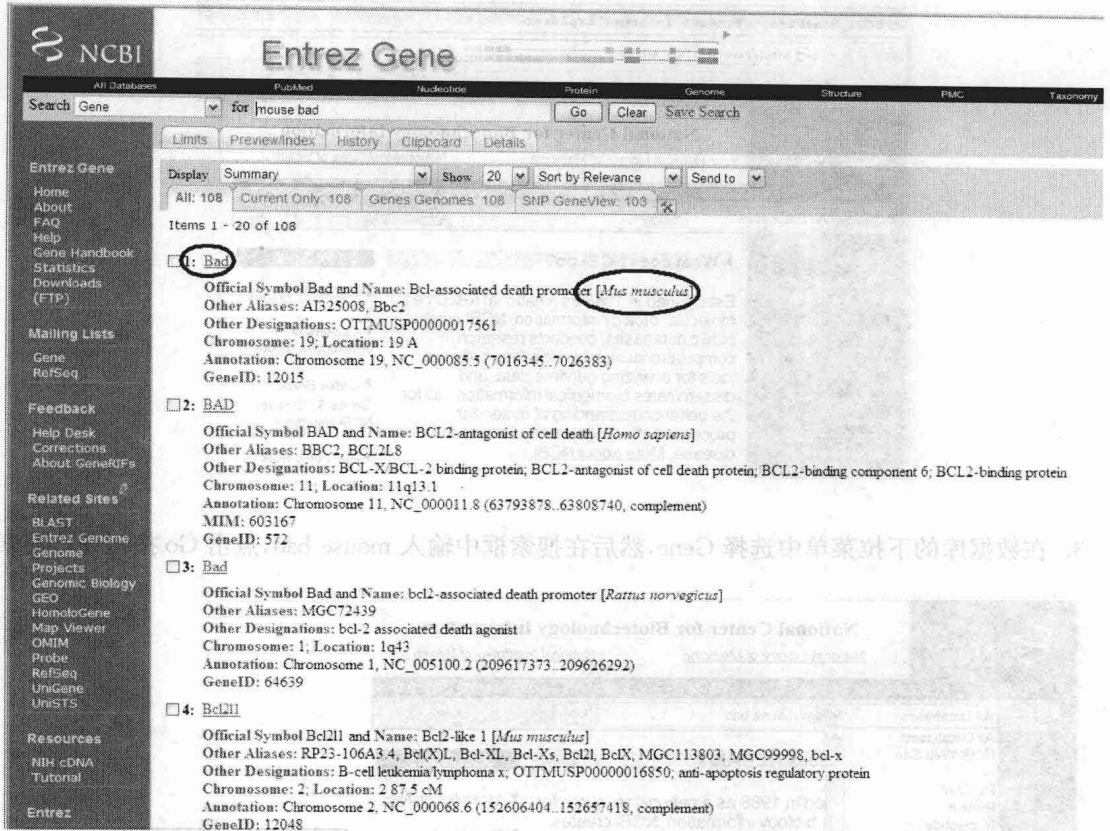 NCBI
Entrez Gene
All Databases PubMed Nucleotide Protein Genome Structure PMC Taxonomy
Search Gene for mouse bad Go Clear Save Search
Limits Preview/Index History Clipboard Details
Display Summary Show 20 Sort by Relevance Send to
All: 108 Current Only: 108 Genes Genomes: 108 SNP GeneView: 103
Items 1 - 20 of 108
1: Bad
Official Symbol Bad and Name: Bcl-associated death promoter [Mus musculus]
Other Aliases: AI325008, Bbc2
Other Designations: OTTMUSP00000017561
Chromosome: 19; Location: 19 A
Annotation: Chromosome 19, NC_000085.5 (7016345..7026383)
GeneID: 12015
2: BAD
Official Symbol BAD and Name: BCL2-antagonist of cell death [Homo sapiens]
Other Aliases: BBC2, BCL2L8
Other Designations: BCL-X/BCL-2 binding protein; BCL2-antagonist of cell death protein; BCL2-binding component 6; BCL2-binding protein
Chromosome: 11; Location: 11q13.1
Annotation: Chromosome 11, NC_000011.8 (63793878..63808740, complement)
MIM: 603167
GeneID: 572
3: Bad
Official Symbol Bad and Name: bcl2-associated death promoter [Rattus norvegicus]
Other Aliases: MGC72439
Other Designations: bcl-2 associated death agonist
Chromosome: 1; Location: 1q43
Annotation: Chromosome 1, NC_005100.2 (209617373..209626292)
GeneID: 64639
4: Bcl2l1
Official Symbol Bcl2l1 and Name: Bcl2-like 1 [Mus musculus]
Other Aliases: RP23-106A3.4, Bcl(X)L, Bcl-XL, Bcl-Xs, Bcl2l, BclX, MGC113803, MGC99998, bcl-x
Other Designations: B-cell leukemia/lymphoma x; OTTMUSP00000016850; anti-apoptosis regulatory protein
Chromosome: 2; Location: 2 87.5 cM
Annotation: Chromosome 2, NC_000068.6 (152606404..152657418, complement)
GeneID: 12048
Entrez Gene
Home
About
FAQ
Help
Gene Handbook
Statistics
Downloads
(FTP)
Mailing Lists
Gene
RefSeq
Feedback
Help Desk
Corrections
About GeneRIFs
Related Sites
BLAST
Entrez Genome
Genome
Projects
Genomic Biology
GEO
HomoloGene
Map Viewer
OMIM
Probe
RefSeq
UniGene
UniSTS
Resources
NIH cDNA
Tutorial
Entrez